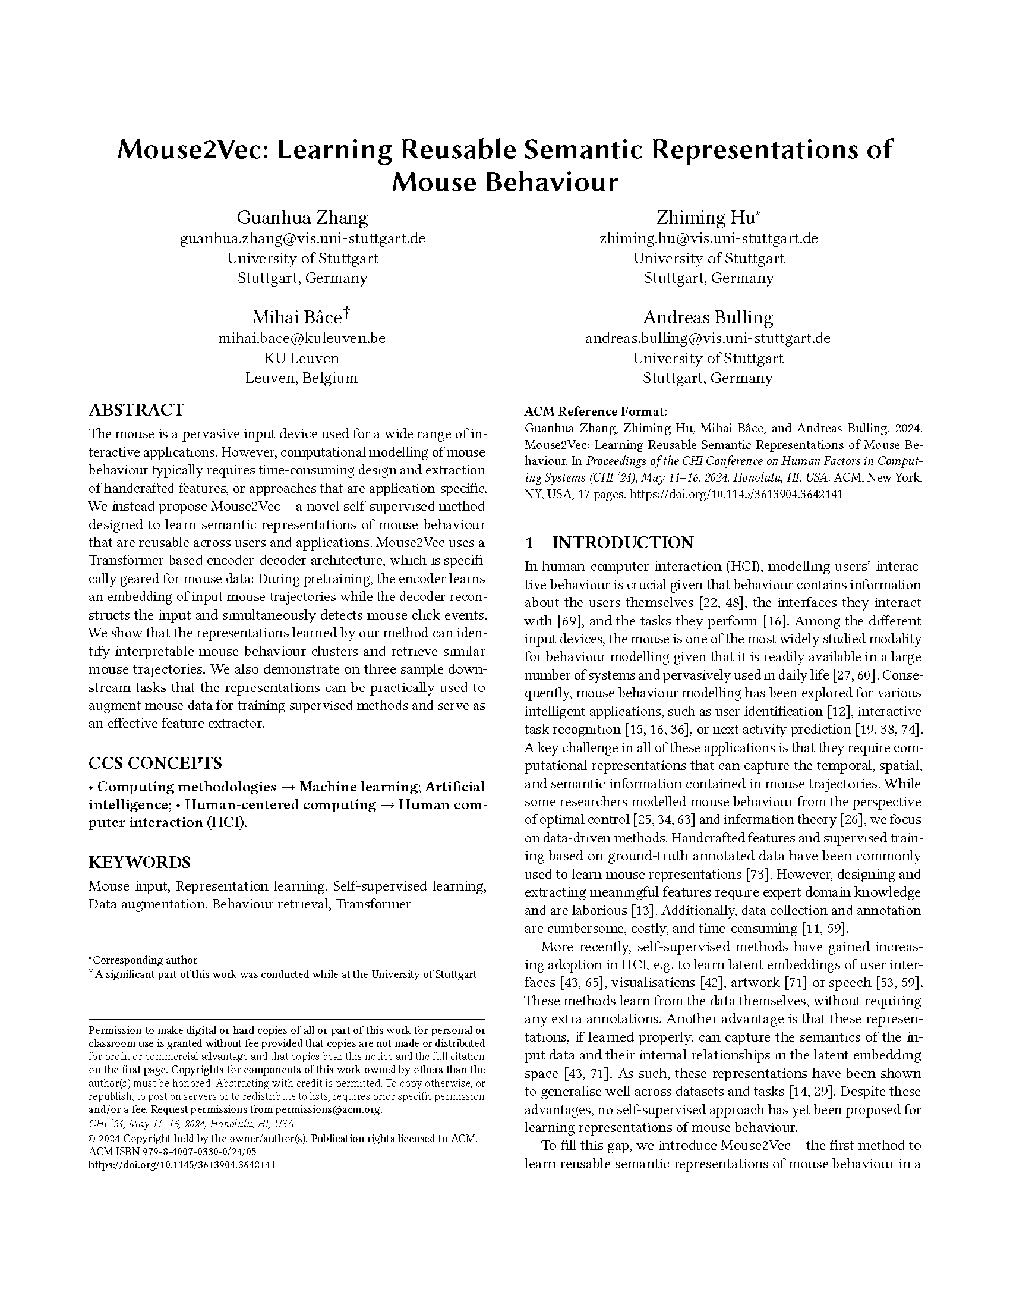 Mouse2Vec: Learning Reusable Semantic Representations of
Mouse Behaviour
Guanhua Zhang
guanhua.zhang@vis.uni-stuttgart.de
University of Stuttgart
Stuttgart, Germany
Zhiming Hu*
zhiming.hu@vis.uni-stuttgart.de
University of Stuttgart
Stuttgart, Germany
Mihai Bâce†
mihai.bace@kuleuven.be
KU Leuven
Leuven, Belgium
Andreas Bulling
andreas.bulling@vis.uni-stuttgart.de
University of Stuttgart
Stuttgart, Germany
ABSTRACT
The mouse is a pervasive input device used for a wide range of in-
teractive applications. However, computational modelling of mouse
behaviour typically requires time-consuming design and extraction
of handcrafted features, or approaches that are application-specific.
We instead propose Mouse2Vec – a novel self-supervised method
designed to learn semantic representations of mouse behaviour
that are reusable across users and applications. Mouse2Vec uses a
Transformer-based encoder-decoder architecture, which is specifi-
cally geared for mouse data: During pretraining, the encoder learns
an embedding of input mouse trajectories while the decoder recon-
structs the input and simultaneously detects mouse click events.
We show that the representations learned by our method can iden-
tify interpretable mouse behaviour clusters and retrieve similar
mouse trajectories. We also demonstrate on three sample down-
stream tasks that the representations can be practically used to
augment mouse data for training supervised methods and serve as
an effective feature extractor.
CCS CONCEPTS
• Computing methodologies → Machine learning; Artificial
intelligence; • Human-centered computing → Human com-
puter interaction (HCI).
KEYWORDS
Mouse input, Representation learning, Self-supervised learning,
Data augmentation, Behaviour retrieval, Transformer
*Corresponding author
†A significant part of this work was conducted while at the University of Stuttgart
Permission to make digital or hard copies of all or part of this work for personal or
classroom use is granted without fee provided that copies are not made or distributed
for profit or commercial advantage and that copies bear this notice and the full citation
on the first page. Copyrights for components of this work owned by others than the
author(s) must be honored. Abstracting with credit is permitted. To copy otherwise, or
republish, to post on servers or to redistribute to lists, requires prior specific permission
and/or a fee. Request permissions from permissions@acm.org.
CHI '24, May 11–16, 2024, Honolulu, HI, USA
© 2024 Copyright held by the owner/author(s). Publication rights licensed to ACM.
ACM ISBN 979-8-4007-0330-0/24/05
https://doi.org/10.1145/3613904.3642141
ACM Reference Format:
Guanhua Zhang, Zhiming Hu, Mihai Bâce, and Andreas Bulling. 2024.
Mouse2Vec: Learning Reusable Semantic Representations of Mouse Be-
haviour. In Proceedings of the CHI Conference on Human Factors in Comput-
ing Systems (CHI '24), May 11–16, 2024, Honolulu, HI, USA. ACM, New York,
NY, USA, 17 pages. https://doi.org/10.1145/3613904.3642141
1 INTRODUCTION
In human-computer interaction (HCI), modelling users' interac-
tive behaviour is crucial given that behaviour contains information
about the users themselves [22, 48], the interfaces they interact
with [69], and the tasks they perform [16]. Among the different
input devices, the mouse is one of the most widely studied modality
for behaviour modelling given that it is readily available in a large
number of systems and pervasively used in daily life [27, 60]. Conse-
quently, mouse behaviour modelling has been explored for various
intelligent applications, such as user identification [12], interactive
task recognition [15, 16, 36], or next activity prediction [19, 38, 74].
A key challenge in all of these applications is that they require com-
putational representations that can capture the temporal, spatial,
and semantic information contained in mouse trajectories. While
some researchers modelled mouse behaviour from the perspective
of optimal control [25, 34, 63] and information theory [26], we focus
on data-driven methods. Handcrafted features and supervised train-
ing based on ground-truth annotated data have been commonly
used to learn mouse representations [73]. However, designing and
extracting meaningful features require expert domain knowledge
and are laborious [13]. Additionally, data collection and annotation
are cumbersome, costly, and time-consuming [11, 59].
More recently, self-supervised methods have gained increas-
ing adoption in HCI, e.g. to learn latent embeddings of user inter-
faces [43, 65], visualisations [42], artwork [71] or speech [53, 59].
These methods learn from the data themselves, without requiring
any extra annotations. Another advantage is that these represen-
tations, if learned properly, can capture the semantics of the in-
put data and their internal relationships in the latent embedding
space [43, 71]. As such, these representations have been shown
to generalise well across datasets and tasks [14, 29]. Despite these
advantages, no self-supervised approach has yet been proposed for
learning representations of mouse behaviour.
To fill this gap, we introduce Mouse2Vec – the first method to
learn reusable semantic representations of mouse behaviour in a